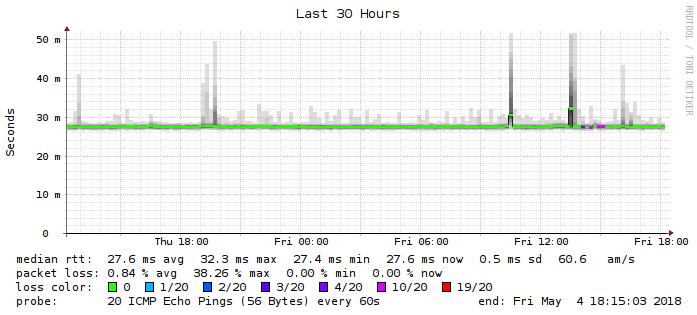 Last 30 Hours
RRDTOOL / TOBI OETIKER
Seconds
50 m
40 m
30 m
20 m
10 m
0
Thu 18:00 Fri 00:00 Fri 06:00 Fri 12:00 Fri 18:00
median rtt: 27.6 ms avg 32.3 ms max 27.4 ms min 27.6 ms now 0.5 ms sd 60.6 am/s
packet loss: 0.84 % avg 38.26 % max 0.00 % min 0.00 % now
loss color: 0 1/20 2/20 3/20 4/20 10/20 19/20
probe: 20 ICMP Echo Pings (56 Bytes) every 60s end: Fri May 4 18:15:03 2018